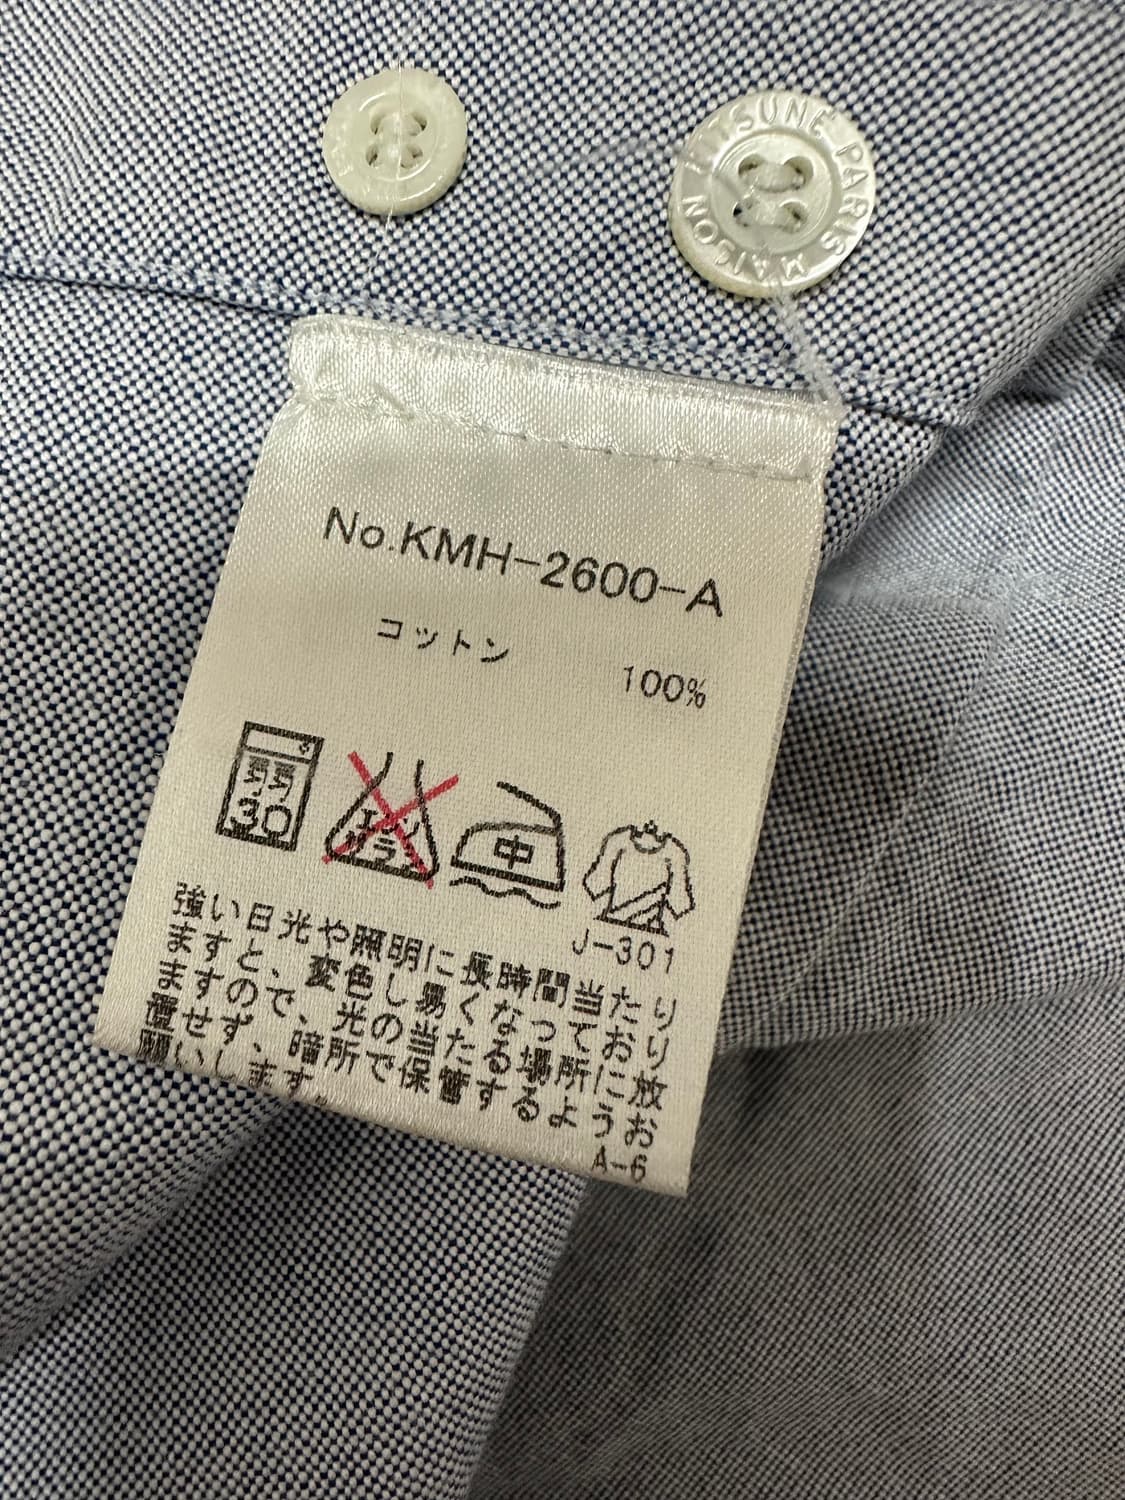 MAISON KITSUNÉ PARIS
No.KMH-2600-A
コットン 100%
弱
30
エンソ
サラシ
中
J-301
強い日光や照明に長時間当たり
ますと、変色し易くなっており
ますので、光の当たる場所に放
置せず、暗所で保管するようお
願いします。
A-6